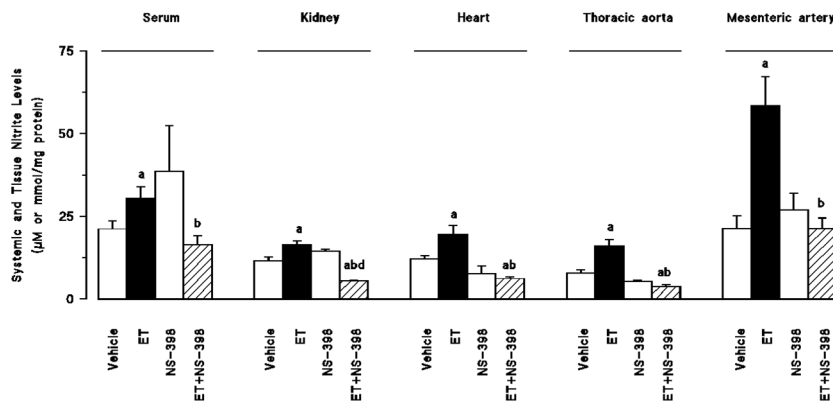 Serum
Kidney
Heart
Thoracic aorta
Mesenteric artery
Systemic and Tissue Nitrite Levels
(µM or mmol/mg protein)
75
50
25
0
a
b
a
abd
a
ab
a
ab
a
b
Vehicle
ET
NS-398
ET+NS-398
Vehicle
ET
NS-398
ET+NS-398
Vehicle
ET
NS-398
ET+NS-398
Vehicle
ET
NS-398
ET+NS-398
Vehicle
ET
NS-398
ET+NS-398